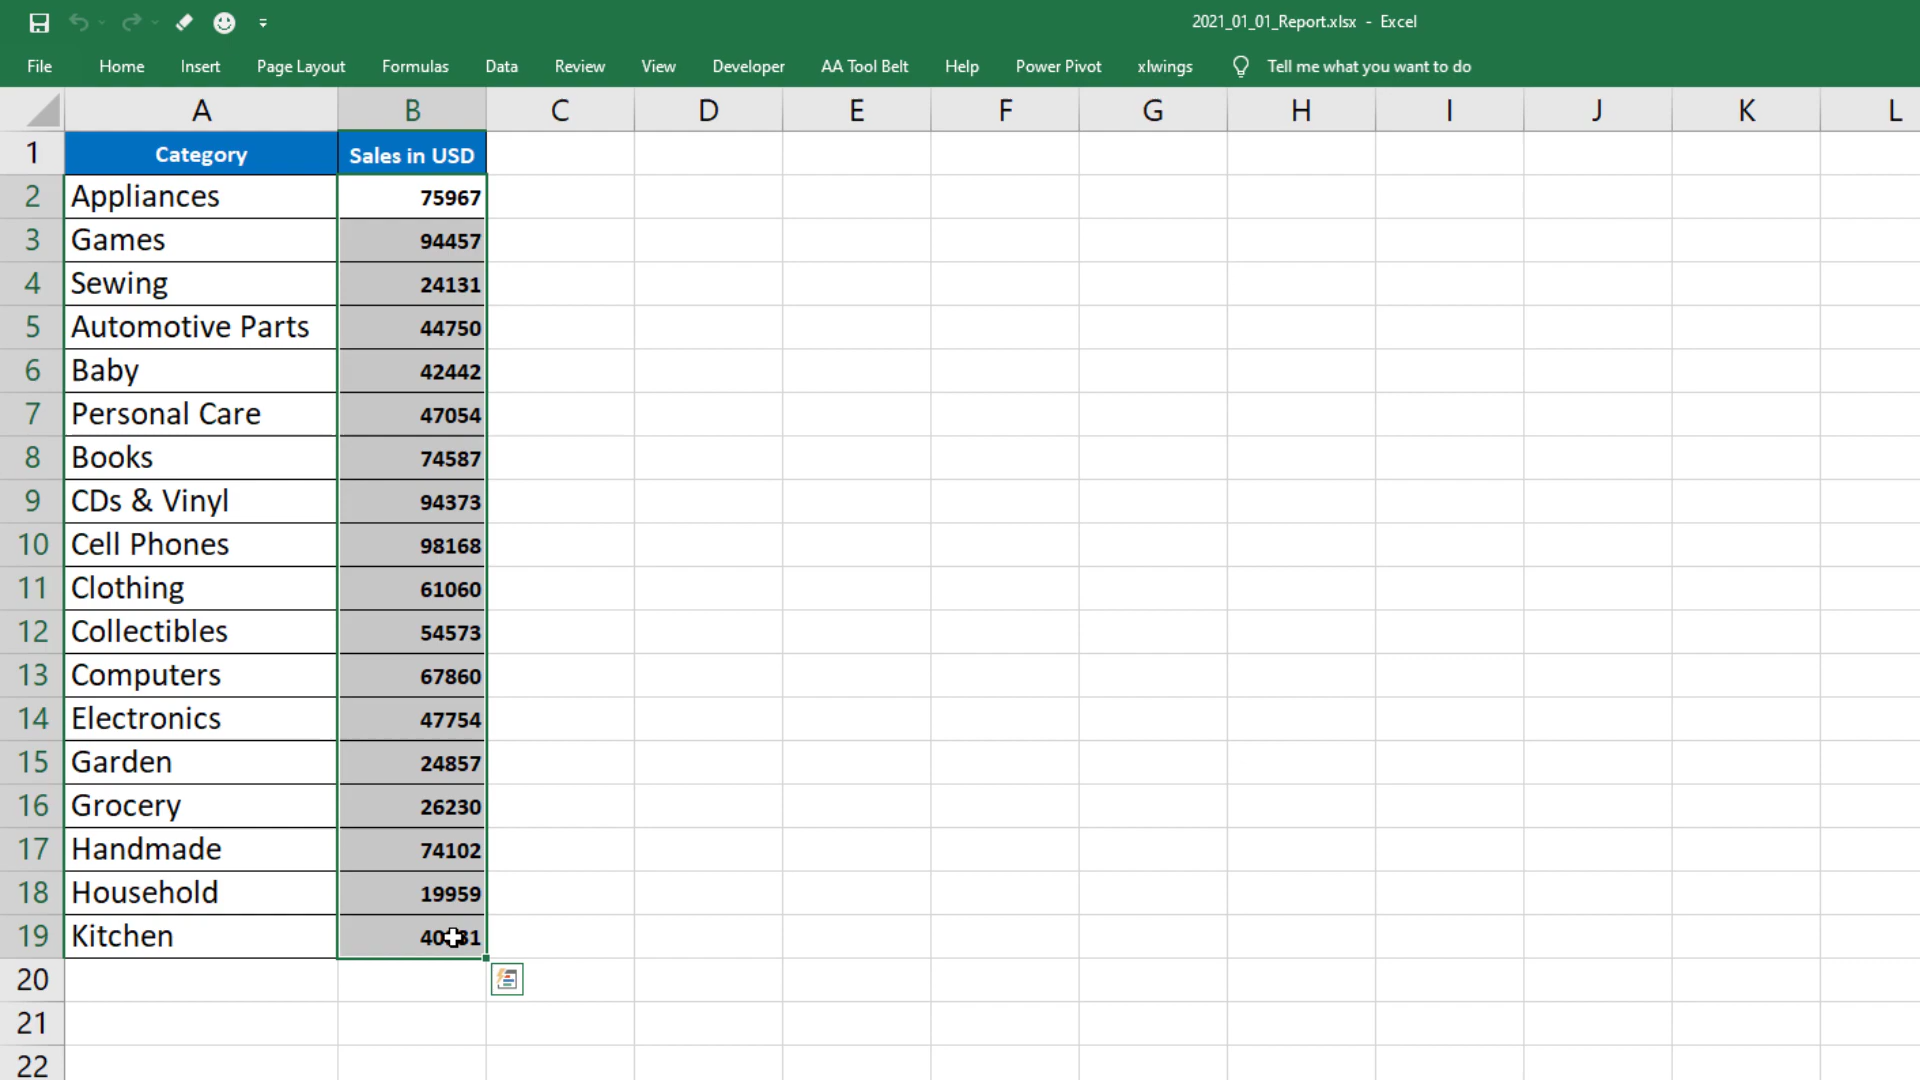 2021_01_01_Report.xlsx - Excel
File Home Insert Page Layout Formulas Data Review View Developer AA Tool Belt Help Power Pivot xlwings Tell me what you want to do
A B C D E F G H I J K L
1 Category Sales in USD
2 Appliances 75967
3 Games 94457
4 Sewing 24131
5 Automotive Parts 44750
6 Baby 42442
7 Personal Care 47054
8 Books 74587
9 CDs & Vinyl 94373
10 Cell Phones 98168
11 Clothing 61060
12 Collectibles 54573
13 Computers 67860
14 Electronics 47754
15 Garden 24857
16 Grocery 26230
17 Handmade 74102
18 Household 19959
19 Kitchen
20
21
22